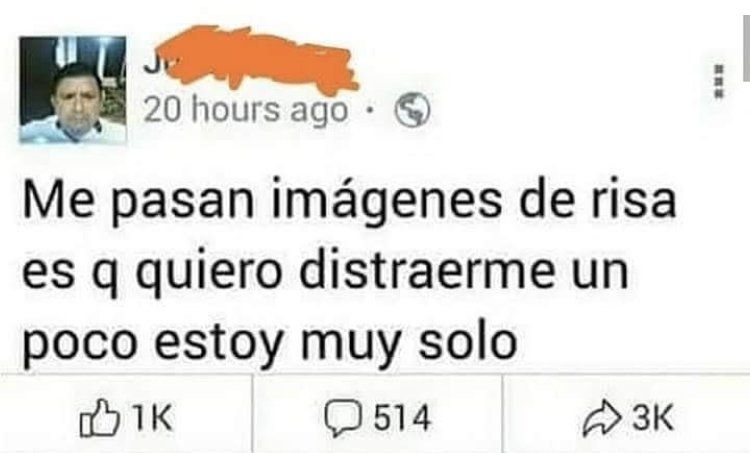 20 hours ago ·
Me pasan imágenes de risa
es q quiero distraerme un
poco estoy muy solo
1K
514
3K